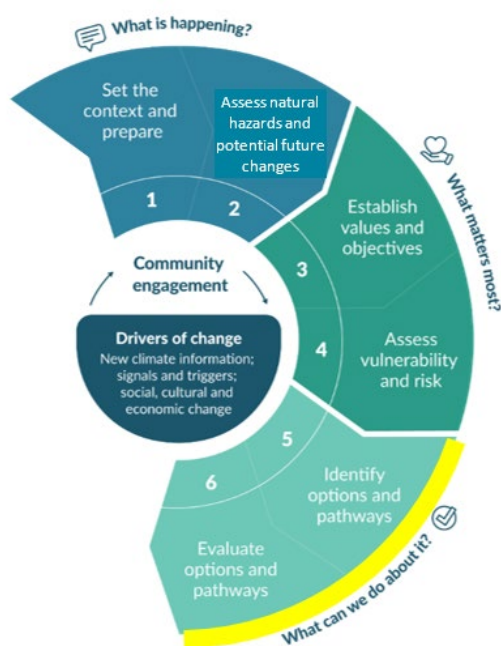 What is happening?
Set the
context and
prepare
Assess natural
hazards and
potential future
changes
1
2
What matters most?
Establish
values and
objectives
3
Assess
vulnerability
and risk
4
Community
engagement
Drivers of change
New climate information;
signals and triggers;
social, cultural and
economic change
5
Identify
options and
pathways
6
Evaluate
options and
pathways
What can we do about it?